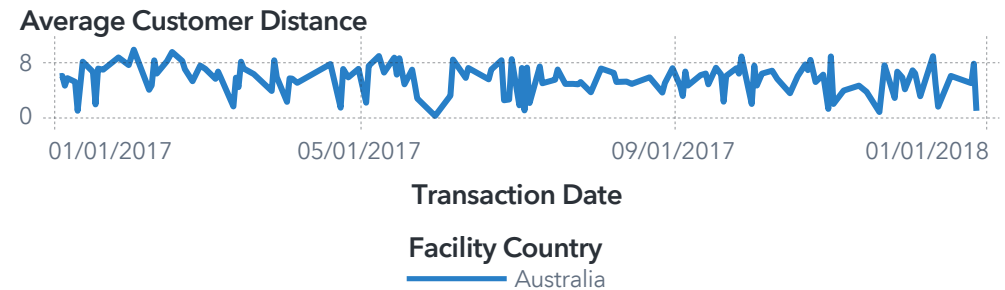 Average Customer Distance
8
0
01/01/2017 05/01/2017 09/01/2017 01/01/2018
Transaction Date
Facility Country
Australia